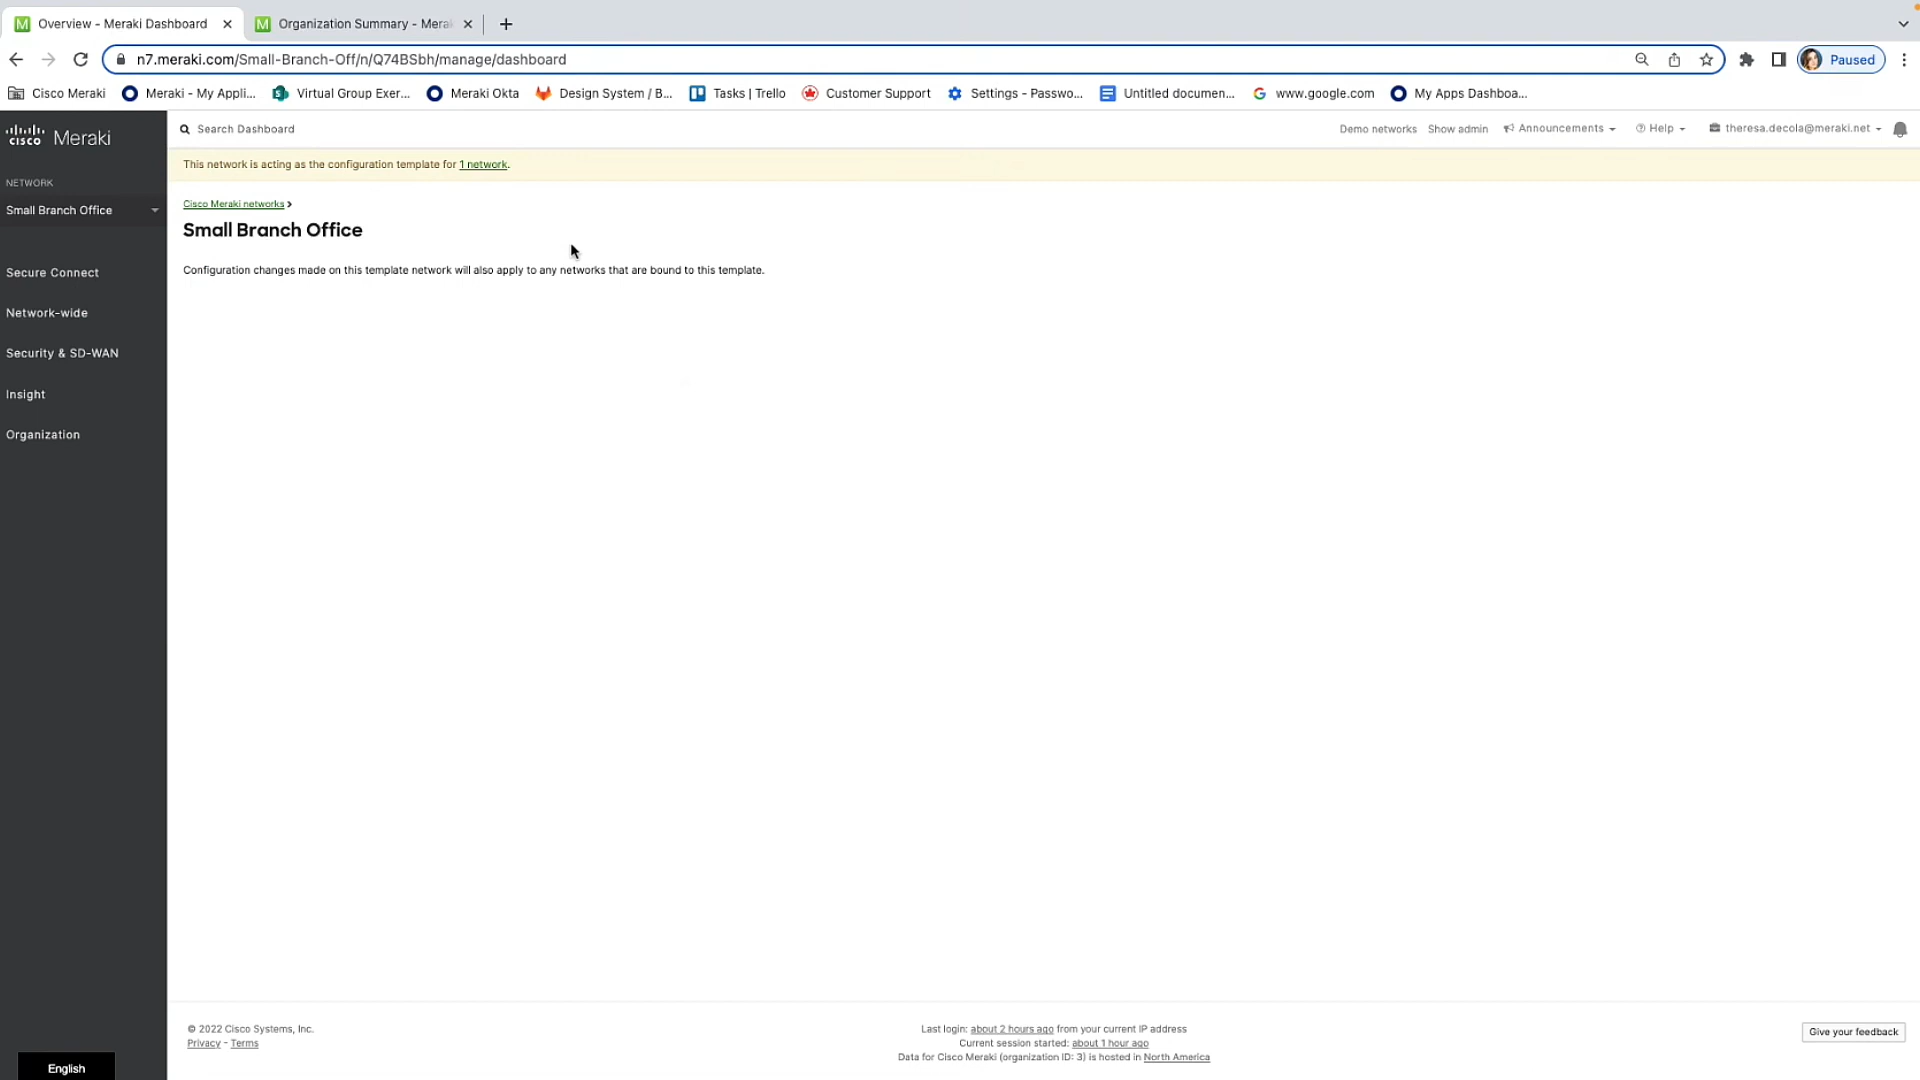 Overview - Meraki Dashboard
Organization Summary - Merak
n7.meraki.com/Small-Branch-Off/n/Q74BSbh/manage/dashboard
Paused
Cisco Meraki
Meraki - My Appli...
Virtual Group Exer...
Meraki Okta
Design System / B...
Tasks | Trello
Customer Support
Settings - Passwo...
Untitled documen...
www.google.com
My Apps Dashboa...
cisco Meraki
Search Dashboard
Demo networks
Show admin
Announcements
Help
theresa.decola@meraki.net
This network is acting as the configuration template for 1 network.
NETWORK
Small Branch Office
Secure Connect
Network-wide
Security & SD-WAN
Insight
Organization
Cisco Meraki networks >
Small Branch Office
Configuration changes made on this template network will also apply to any networks that are bound to this template.
© 2022 Cisco Systems, Inc.
Privacy - Terms
Last login: about 2 hours ago from your current IP address
Current session started: about 1 hour ago
Data for Cisco Meraki (organization ID: 3) is hosted in North America
Give your feedback
English